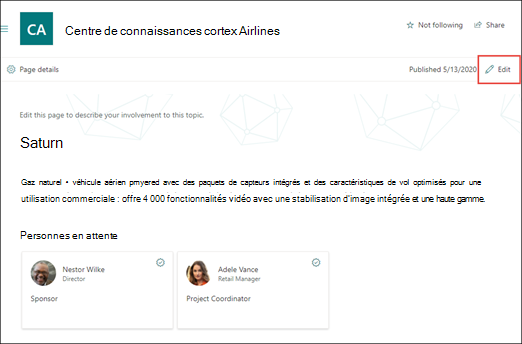 CA
Centre de connaissances cortex Airlines
Not following
Share
Page details
Published 5/13/2020
Edit
Edit this page to describe your involvement to this topic.
Saturn
Gaz naturel • véhicule aérien pmyered avec des paquets de capteurs intégrés et des caractéristiques de vol optimisés pour une
utilisation commerciale : offre 4 000 fonctionnalités vidéo avec une stabilisation d'image intégrée et une haute gamme.
Personnes en attente
Nestor Wilke
Director
Sponsor
Adele Vance
Retail Manager
Project Coordinator